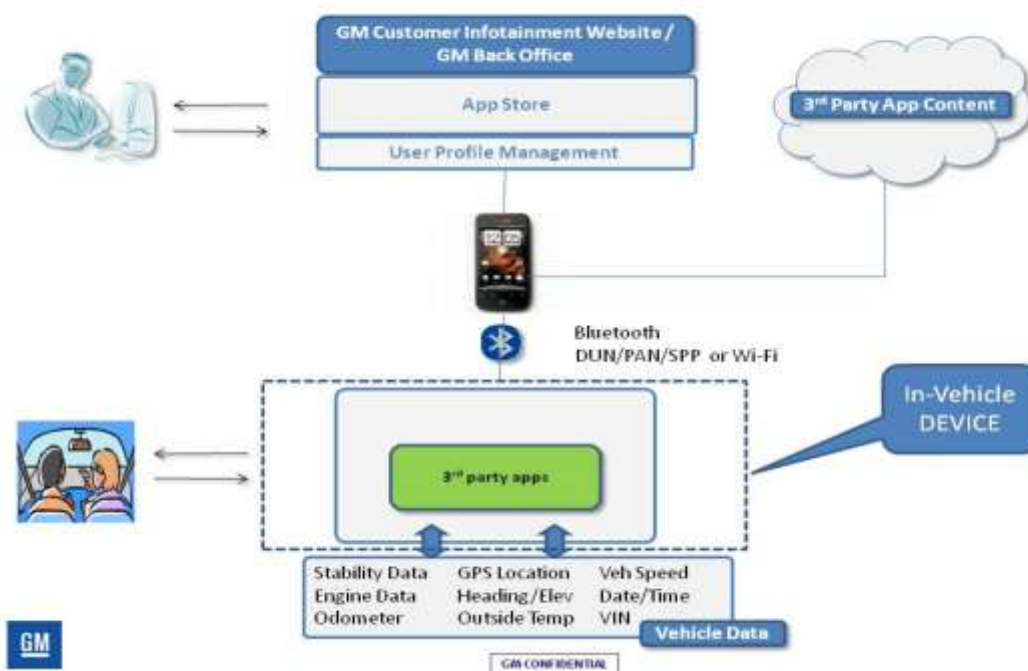 GM Customer Infotainment Website /
GM Back Office
App Store
User Profile Management
3rd Party App Content
12 05
Bluetooth
DUN/PAN/SPP or Wi-Fi
In-Vehicle
DEVICE
3rd party apps
Stability Data GPS Location Veh Speed
Engine Data Heading/Elev Date/Time
Odometer Outside Temp VIN
Vehicle Data
GM
GM CONFIDENTIAL